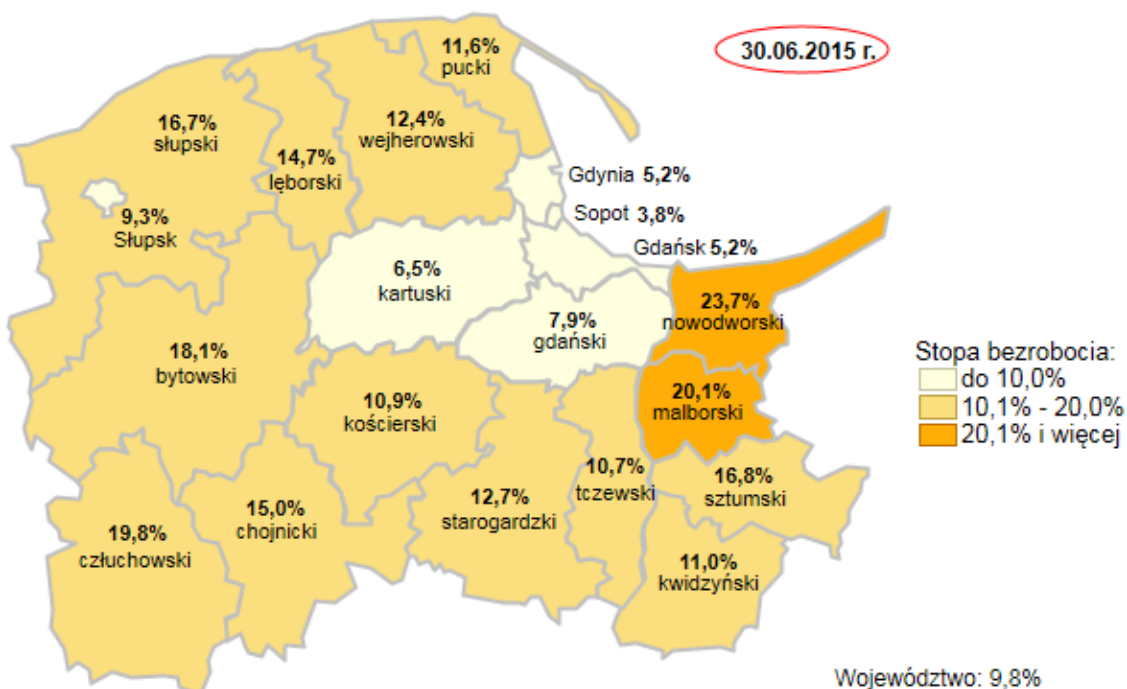 30.06.2015 r.
11,6%
pucki
16,7%
słupski
12,4%
wejherowski
14,7%
lęborski
Gdynia 5,2%
Sopot 3,8%
Gdańsk 5,2%
9,3%
Słupsk
6,5%
kartuski
23,7%
nowodworski
7,9%
gdański
18,1%
bytowski
10,9%
kościerski
20,1%
malborski
Stopa bezrobocia:
do 10,0%
10,1% - 20,0%
20,1% i więcej
10,7%
tczewski
16,8%
sztumski
12,7%
starogardzki
15,0%
chojnicki
19,8%
człuchowski
11,0%
kwidzyński
Województwo: 9,8%